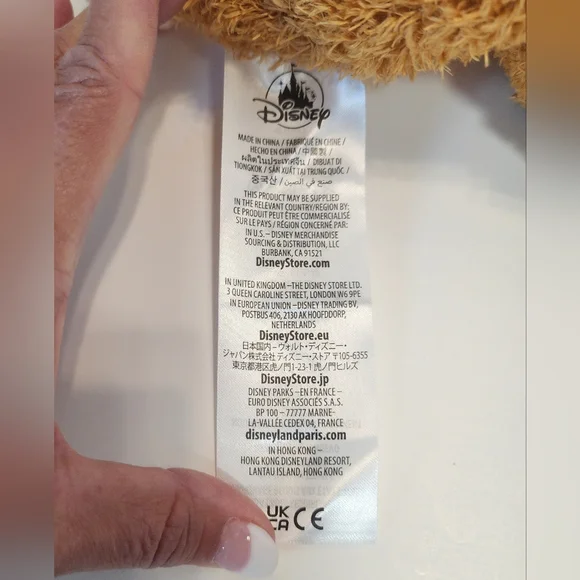 Disney
MADE IN CHINA / FABRIQUÉ EN CHINE /
HECHO EN CHINA / 中國製 /
ผลิตในประเทศจีน / DIBUAT DI
TIONGKOK / SẢN XUẤT TẠI TRUNG QUỐC /
중국산 / صنع في الصين
THIS PRODUCT MAY BE SUPPLIED
IN THE RELEVANT COUNTRY/REGION BY:
CE PRODUIT PEUT ÊTRE COMMERCIALISÉ
SUR LE PAYS / RÉGION CONCERNÉ PAR:
IN U.S. – DISNEY MERCHANDISE
SOURCING & DISTRIBUTION, LLC
BURBANK, CA 91521
DisneyStore.com
IN UNITED KINGDOM –THE DISNEY STORE LTD.
3 QUEEN CAROLINE STREET, LONDON W6 9PE
IN EUROPEAN UNION –DISNEY TRADING BV,
POSTBUS 406, 2130 AK HOOFDDORP,
NETHERLANDS
DisneyStore.eu
日本国内 – ウォルト・ディズニー・
ジャパン株式会社 ディズニー・ストア 〒105-6355
東京都港区虎ノ門1-23-1 虎ノ門ヒルズ
DisneyStore.jp
DISNEY PARKS –EN FRANCE –
EURO DISNEY ASSOCIÉS S.A.S.
BP 100 – 77777 MARNE-
LA-VALLÉE CEDEX 04, FRANCE
disneylandparis.com
IN HONG KONG –
HONG KONG DISNEYLAND RESORT,
LANTAU ISLAND, HONG KONG
UK
CA CE